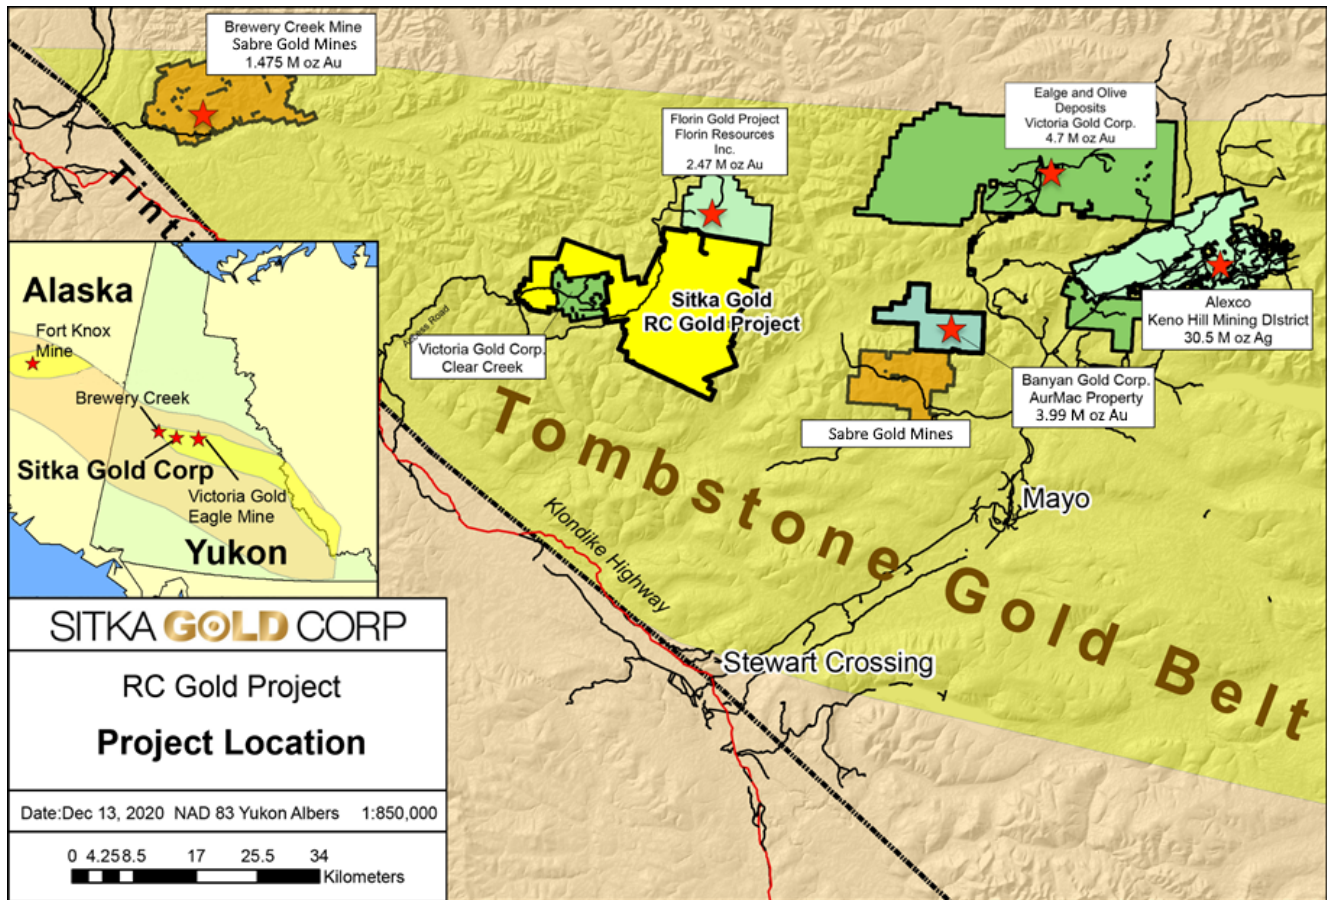 Brewery Creek Mine
Sabre Gold Mines
1.475 M oz Au
Florin Gold Project
Florin Resources
Inc.
2.47 M oz Au
Ealge and Olive
Deposits
Victoria Gold Corp.
4.7 M oz Au
Tinti
Sitka Gold
RC Gold Project
Access Road
Victoria Gold Corp.
Clear Creek
Alexco
Keno Hill Mining DIstrict
30.5 M oz Ag
Banyan Gold Corp.
AurMac Property
3.99 M oz Au
Sabre Gold Mines
Tombstone Gold Belt
Mayo
Klondike Highway
Stewart Crossing
Alaska
Fort Knox
Mine
Brewery Creek
Sitka Gold Corp
Victoria Gold
Eagle Mine
Yukon
SITKA GOLD CORP
RC Gold Project
Project Location
Date:Dec 13, 2020 NAD 83 Yukon Albers 1:850,000
0 4.25 8.5 17 25.5 34
Kilometers